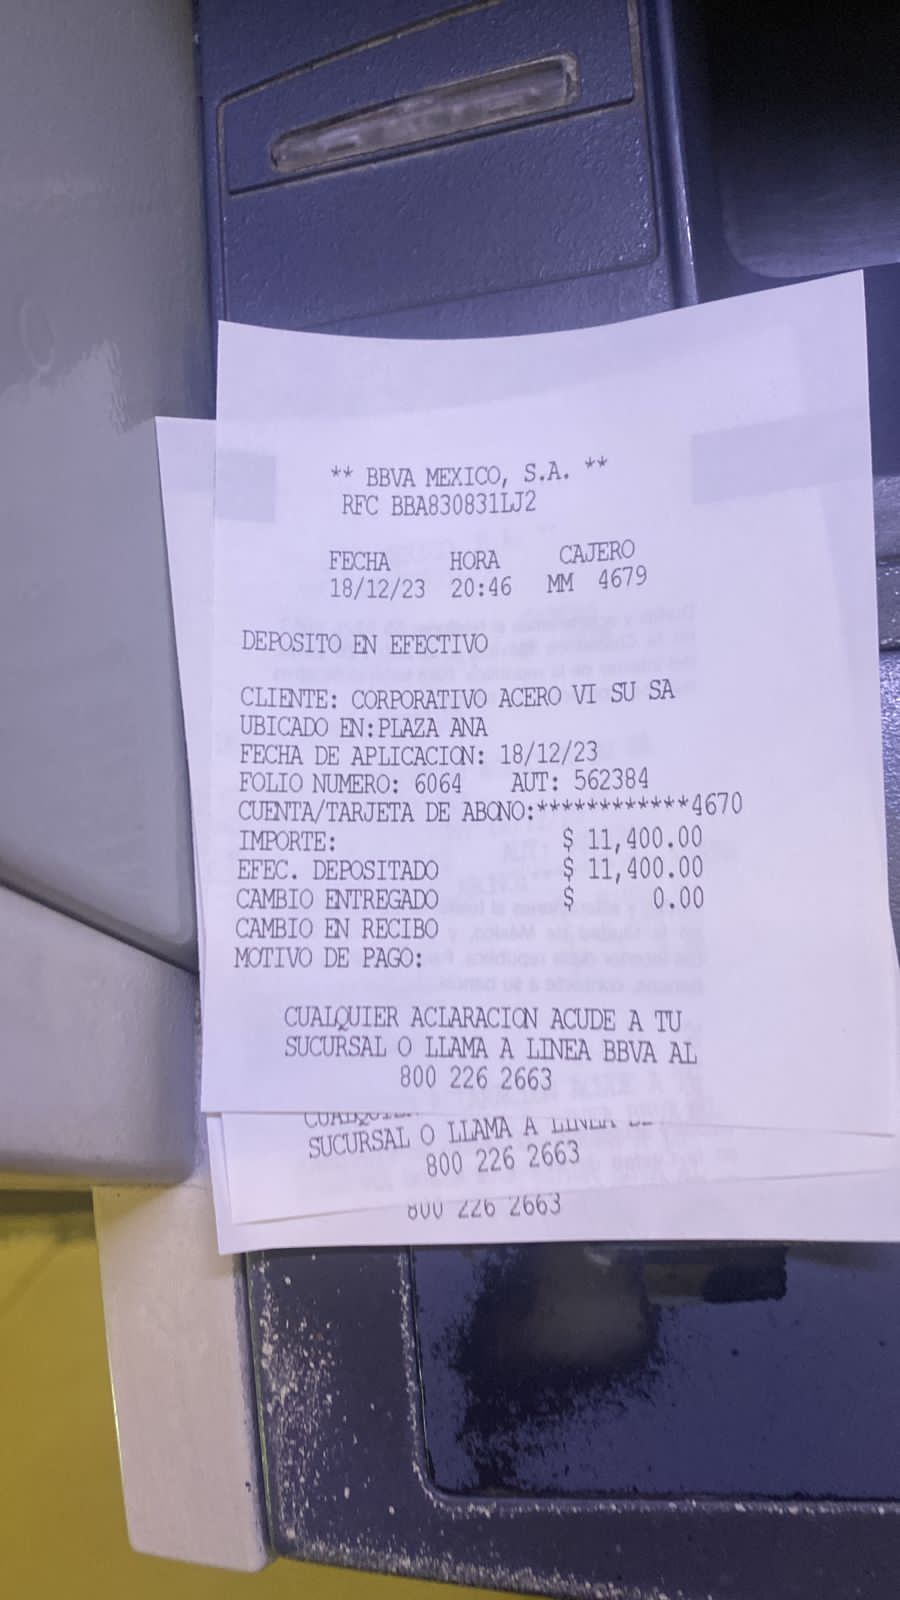 ** BBVA MEXICO, S.A. **
RFC BBA830831LJ2
FECHA HORA CAJERO
18/12/23 20:46 MM 4679
DEPOSITO EN EFECTIVO
CLIENTE: CORPORATIVO ACERO VI SU SA
UBICADO EN:PLAZA ANA
FECHA DE APLICACION: 18/12/23
FOLIO NUMERO: 6064 AUT: 562384
CUENTA/TARJETA DE ABONO:************4670
IMPORTE: $ 11,400.00
EFEC. DEPOSITADO $ 11,400.00
CAMBIO ENTREGADO $ 0.00
CAMBIO EN RECIBO
MOTIVO DE PAGO:
CUALQUIER ACLARACION ACUDE A TU
SUCURSAL O LLAMA A LINEA BBVA AL
800 226 2663
SUCURSAL O LLAMA A LINEA
800 226 2663
800 226 2663